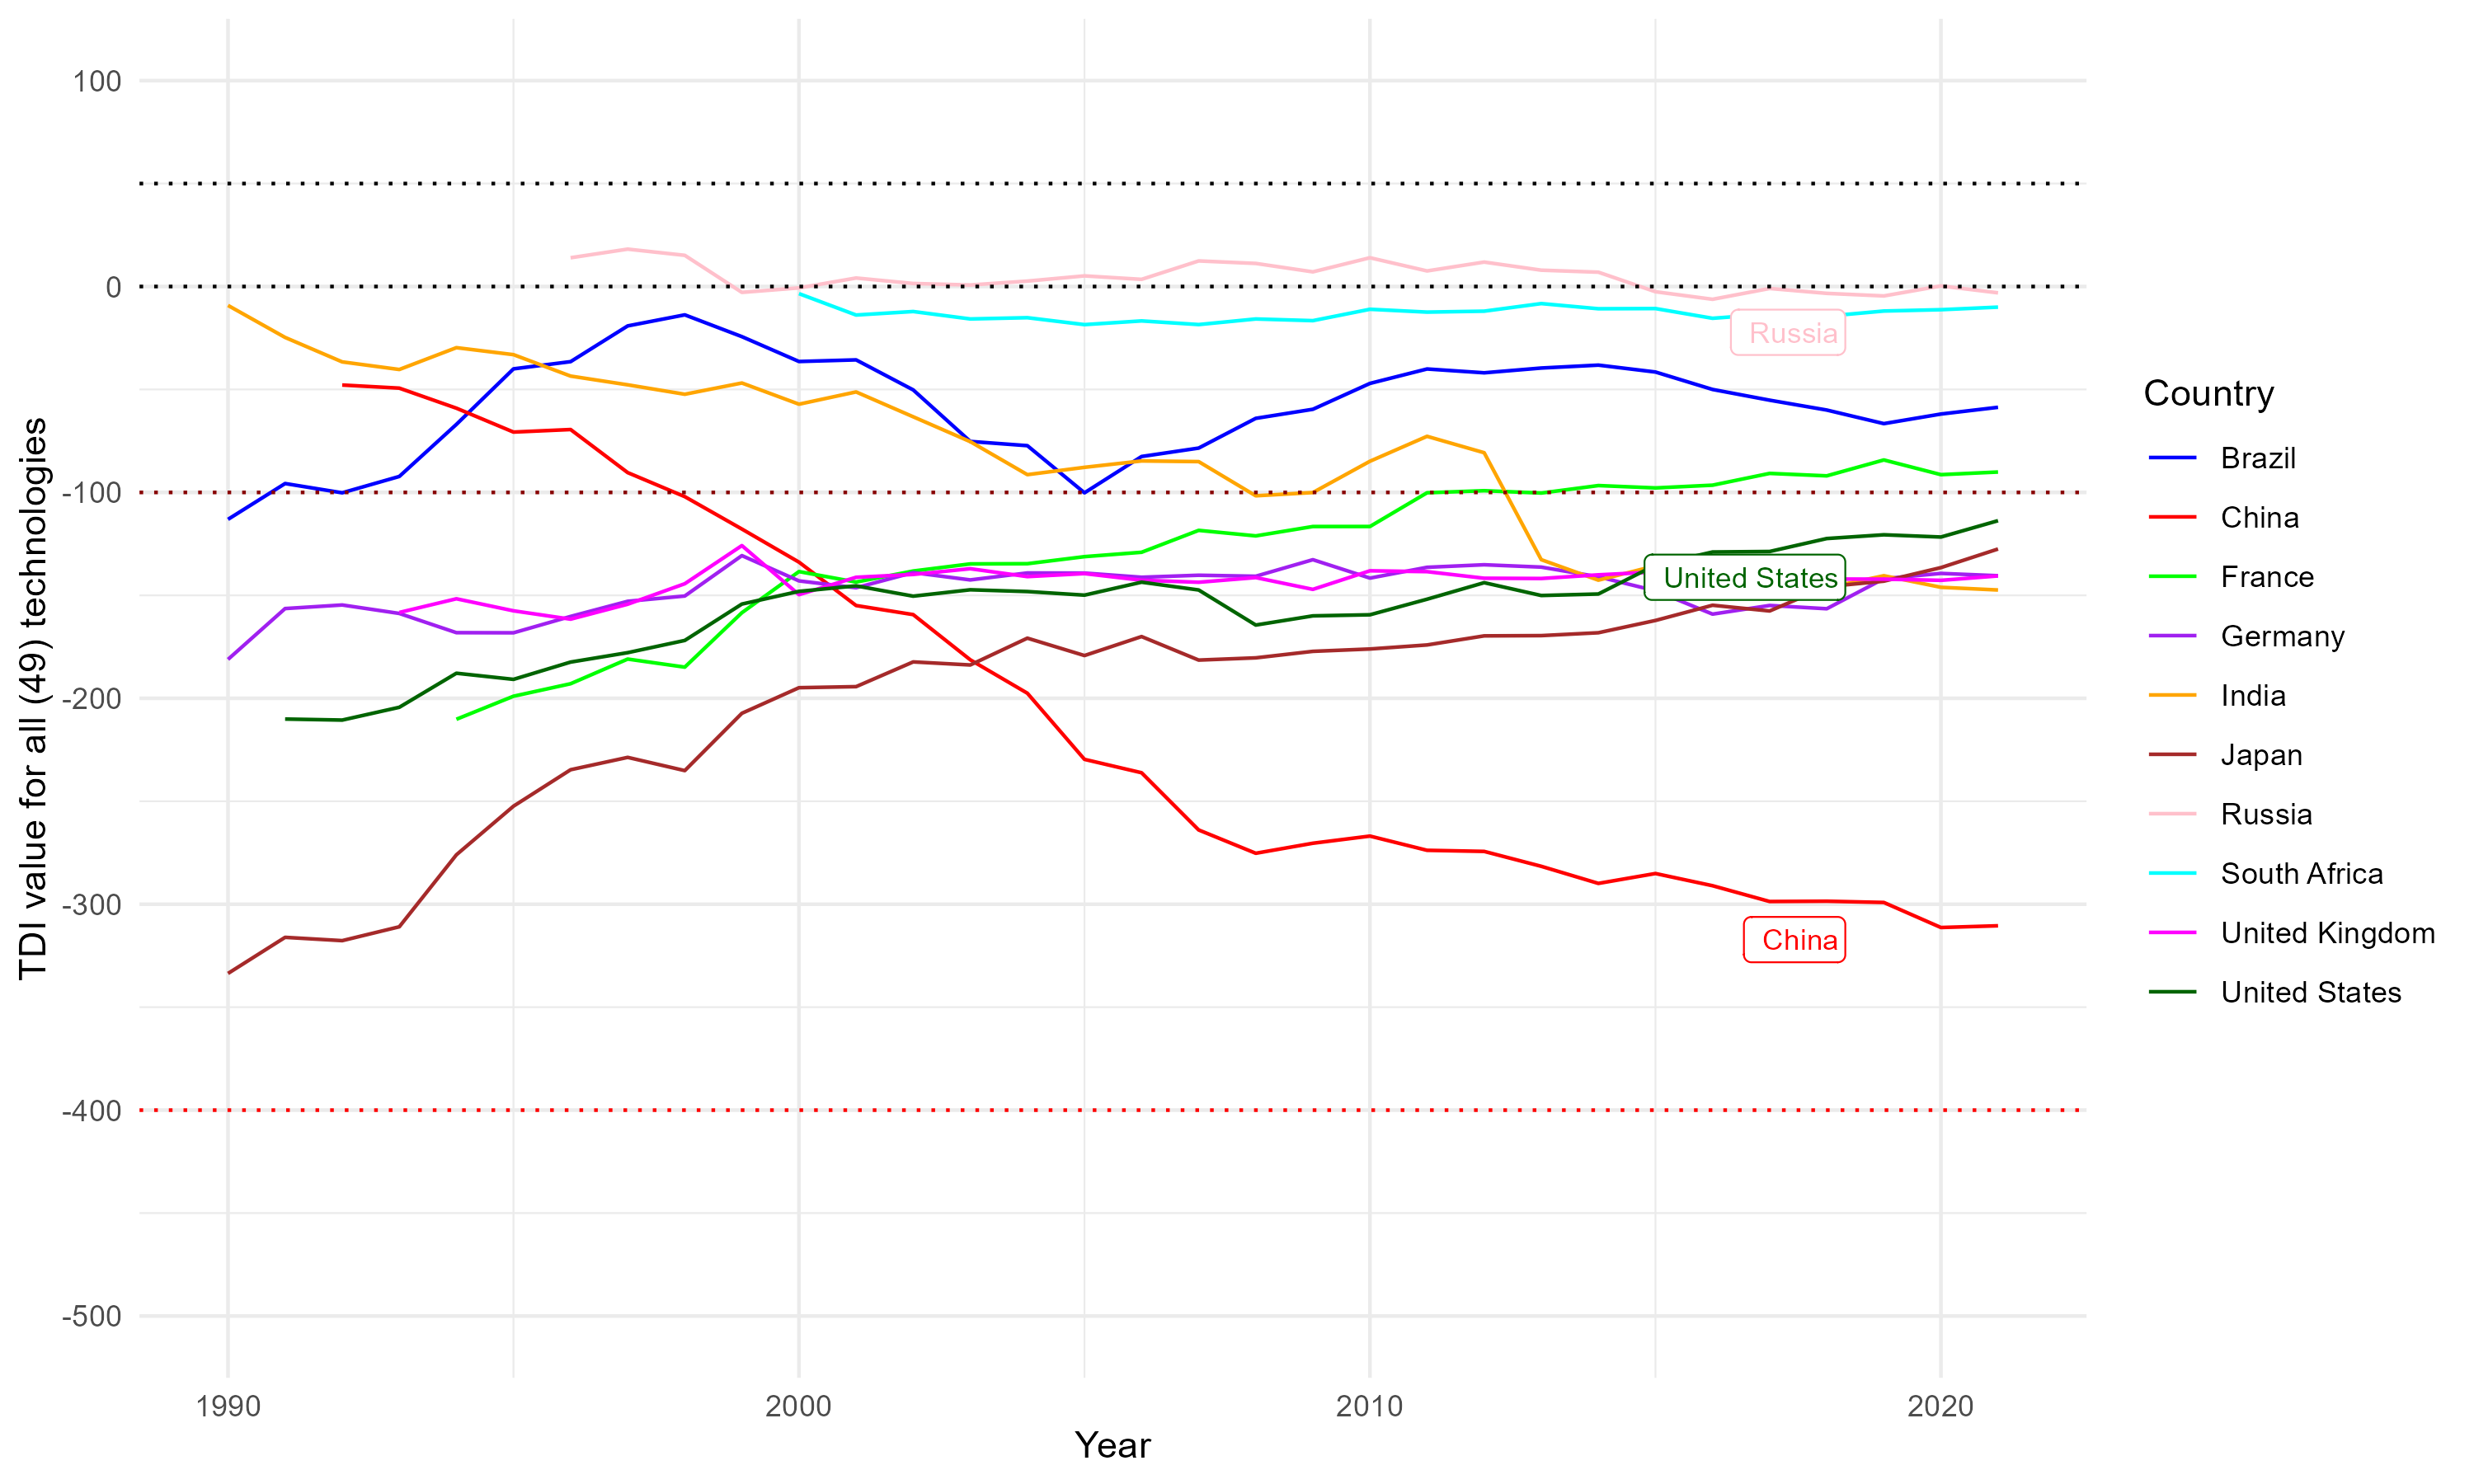 TDI value for all (49) technologies
100
0
-100
-200
-300
-400
-500
Russia
United States
China
1990
2000
2010
2020
Year
Country
Brazil
China
France
Germany
India
Japan
Russia
South Africa
United Kingdom
United States